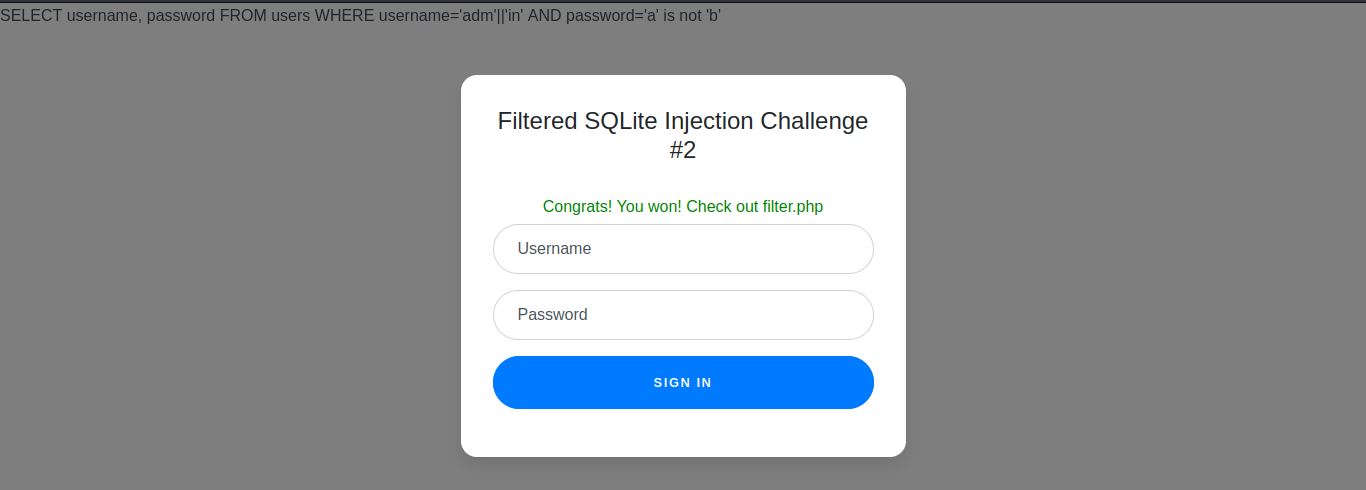 SELECT username, password FROM users WHERE username='adm'||'in' AND password='a' is not 'b'
Filtered SQLite Injection Challenge
#2
Congrats! You won! Check out filter.php
Username
Password
SIGN IN